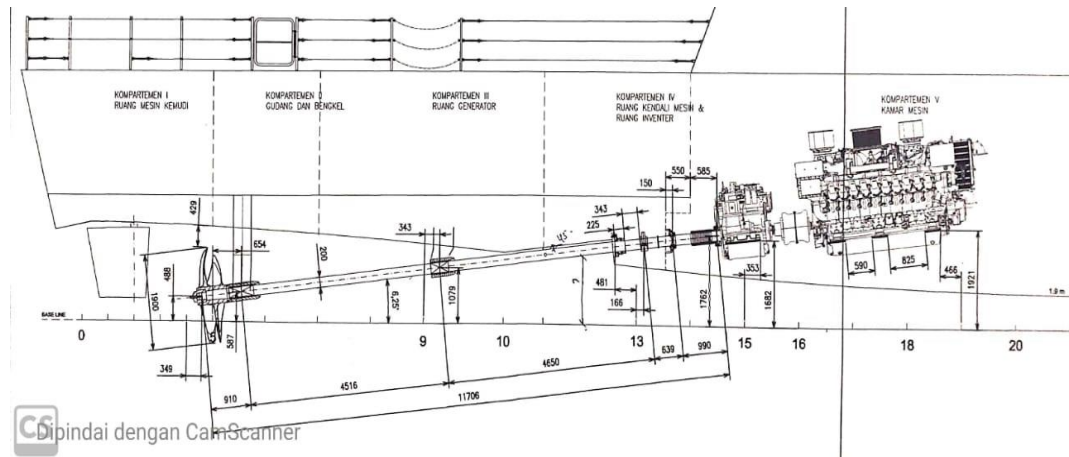 KOMPARTEMEN I
RUANG MESIN KEMUDI
KOMPARTEMEN II
GUDANG DAN BENGKEL
KOMPARTEMEN III
RUANG GENERATOR
KOMPARTEMEN IV
RUANG KENDALI MESIN &
RUANG INVENTER
KOMPARTEMEN V
KAMAR MESIN
550
585
150
343
225
429
654
343
200
488
1900
587
349
1079
6,25°
481
166
1762
353
1682
590
825
466
1921
1.9 m
BASE LINE
0
5
9
10
13
15
16
18
20
910
4516
4650
639
990
11706
CS
Dipindai dengan CamScanner